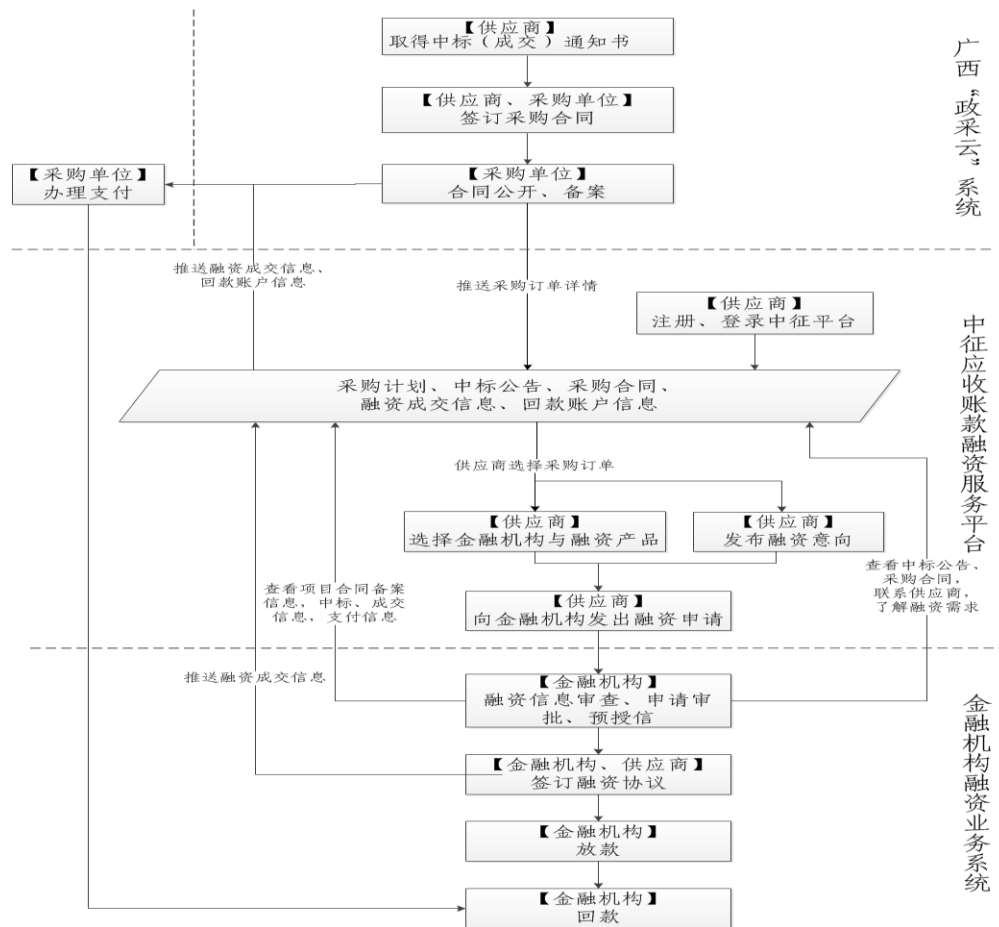 【供应商】
取得中标（成交）通知书
广西“政采云”系统
【供应商、采购单位】
签订采购合同
【采购单位】
办理支付
【采购单位】
合同公开、备案
推送融资成交信息、
回款账户信息
推送采购订单详情
【供应商】
注册、登录中征平台
中征应收账款融资服务平台
采购计划、中标公告、采购合同、
融资成交信息、回款账户信息
供应商选择采购订单
【供应商】
选择金融机构与融资产品
【供应商】
发布融资意向
查看项目合同备案
信息，中标、成交
信息，支付信息
查看中标公告、
采购合同，
联系供应商，
了解融资需求
【供应商】
向金融机构发出融资申请
推送融资成交信息
【金融机构】
融资信息审查、申请审
批、预授信
金融机构融资业务系统
【金融机构、供应商】
签订融资协议
【金融机构】
放款
【金融机构】
回款